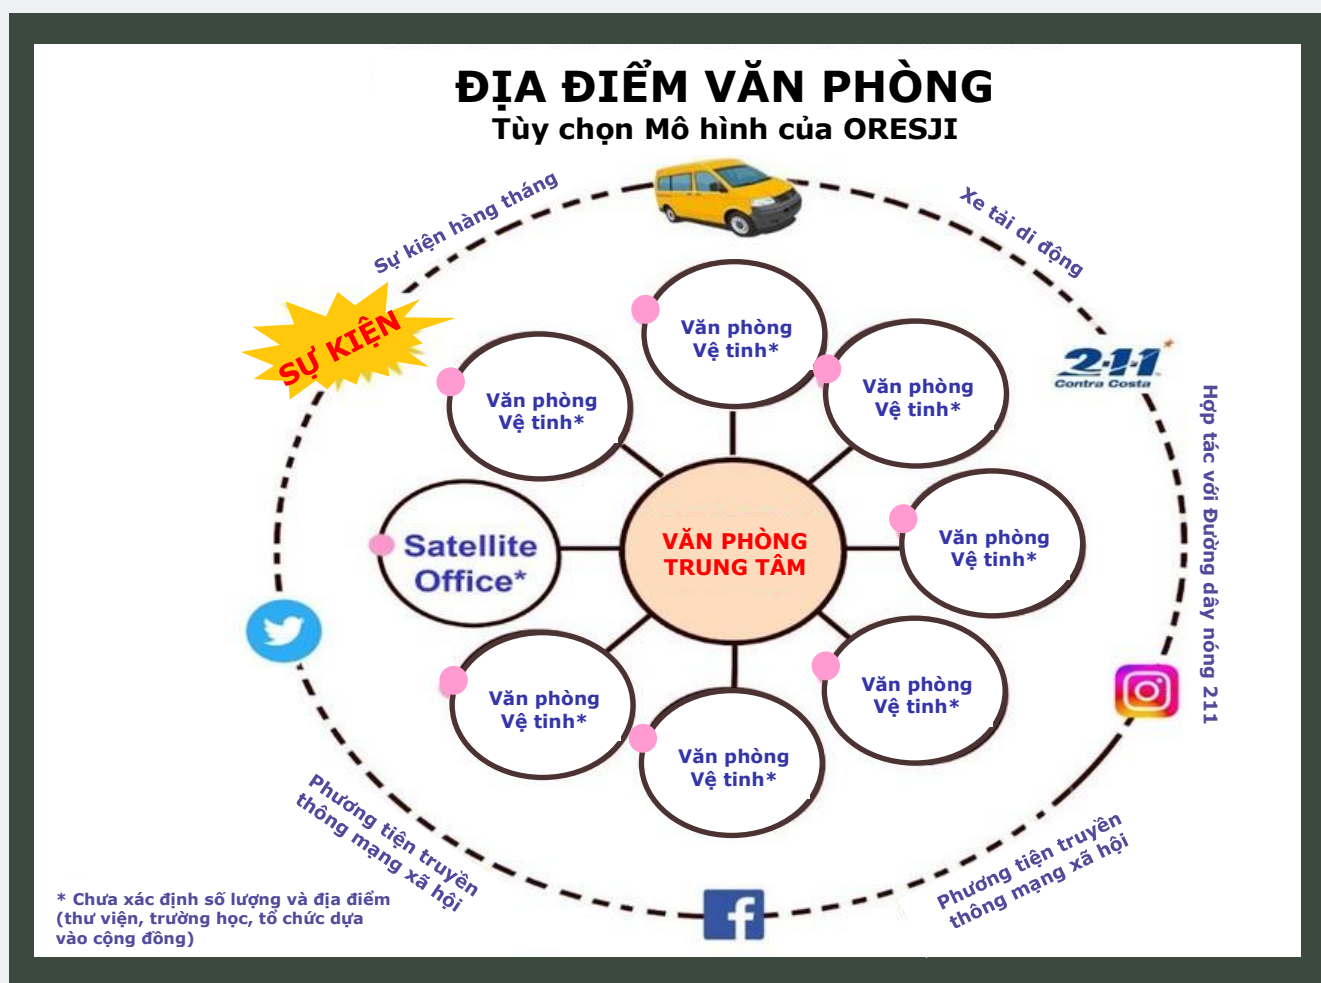 ĐỊA ĐIỂM VĂN PHÒNG
Tùy chọn Mô hình của ORESJI
Sự kiện hàng tháng
Xe tải di động
SỰ KIỆN
2-1-1
Contra Costa
Hợp tác với Đường dây nóng 211
Văn phòng
Vệ tinh*
Văn phòng
Vệ tinh*
Văn phòng
Vệ tinh*
Satellite
Office*
VĂN PHÒNG
TRUNG TÂM
Văn phòng
Vệ tinh*
Văn phòng
Vệ tinh*
Văn phòng
Vệ tinh*
Văn phòng
Vệ tinh*
Phương tiện truyền
thông mạng xã hội
Phương tiện truyền
thông mạng xã hội
f
* Chưa xác định số lượng và địa điểm
(thư viện, trường học, tổ chức dựa
vào cộng đồng)